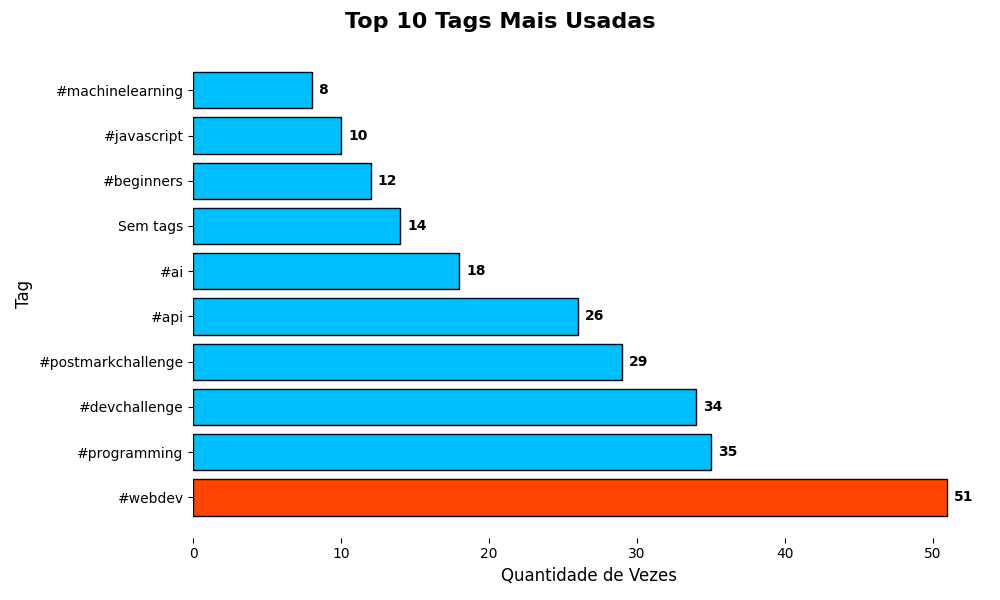 Top 10 Tags Mais Usadas
#machinelearning 8
#javascript 10
#beginners 12
Sem tags 14
#ai 18
#api 26
#postmarkchallenge 29
#devchallenge 34
#programming 35
#webdev 51
Tag
0 10 20 30 40 50
Quantidade de Vezes